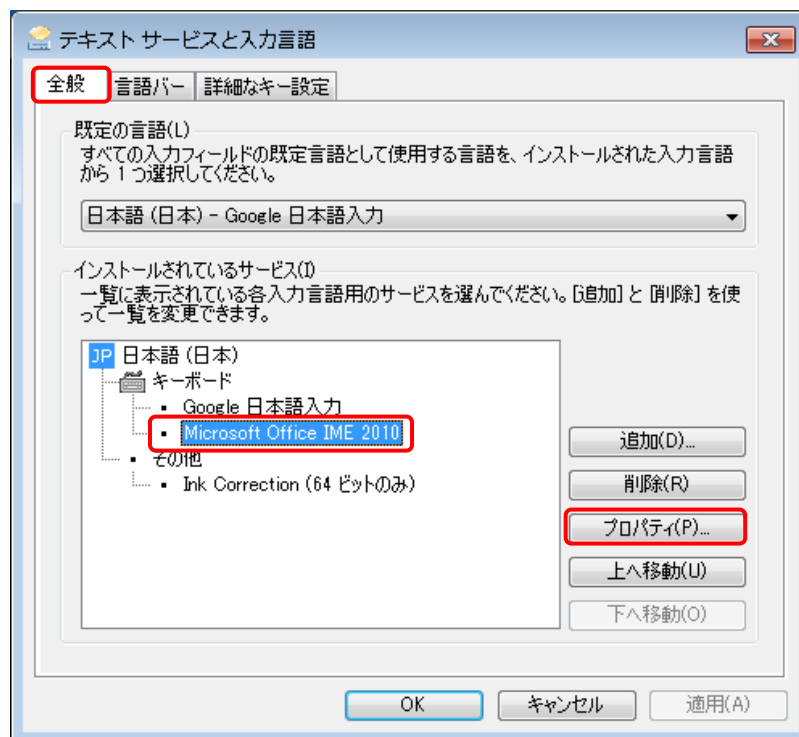 テキスト サービスと入力言語
全般
言語バー
詳細なキー設定
既定の言語(L)
すべての入力フィールドの既定言語として使用する言語を、インストールされた入力言語
から 1 つ選択してください。
日本語 (日本) - Google 日本語入力
インストールされているサービス(I)
一覧に表示されている各入力言語用のサービスを選んでください。[追加] と [削除] を使
って一覧を変更できます。
JP 日本語 (日本)
キーボード
Google 日本語入力
Microsoft Office IME 2010
その他
Ink Correction (64 ビットのみ)
追加(D)...
削除(R)
プロパティ(P)...
上へ移動(U)
下へ移動(O)
OK
キャンセル
適用(A)